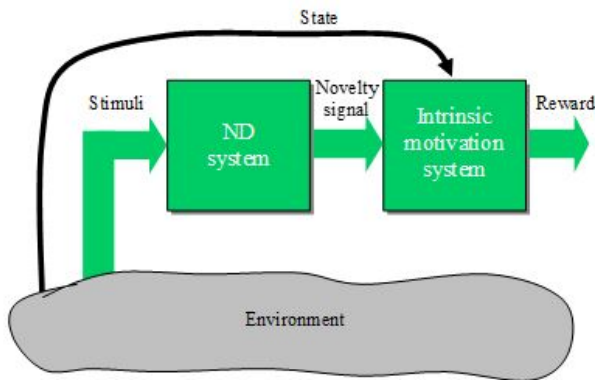 State
Stimuli
ND
system
Novelty
signal
Intrinsic
motivation
system
Reward
Environment